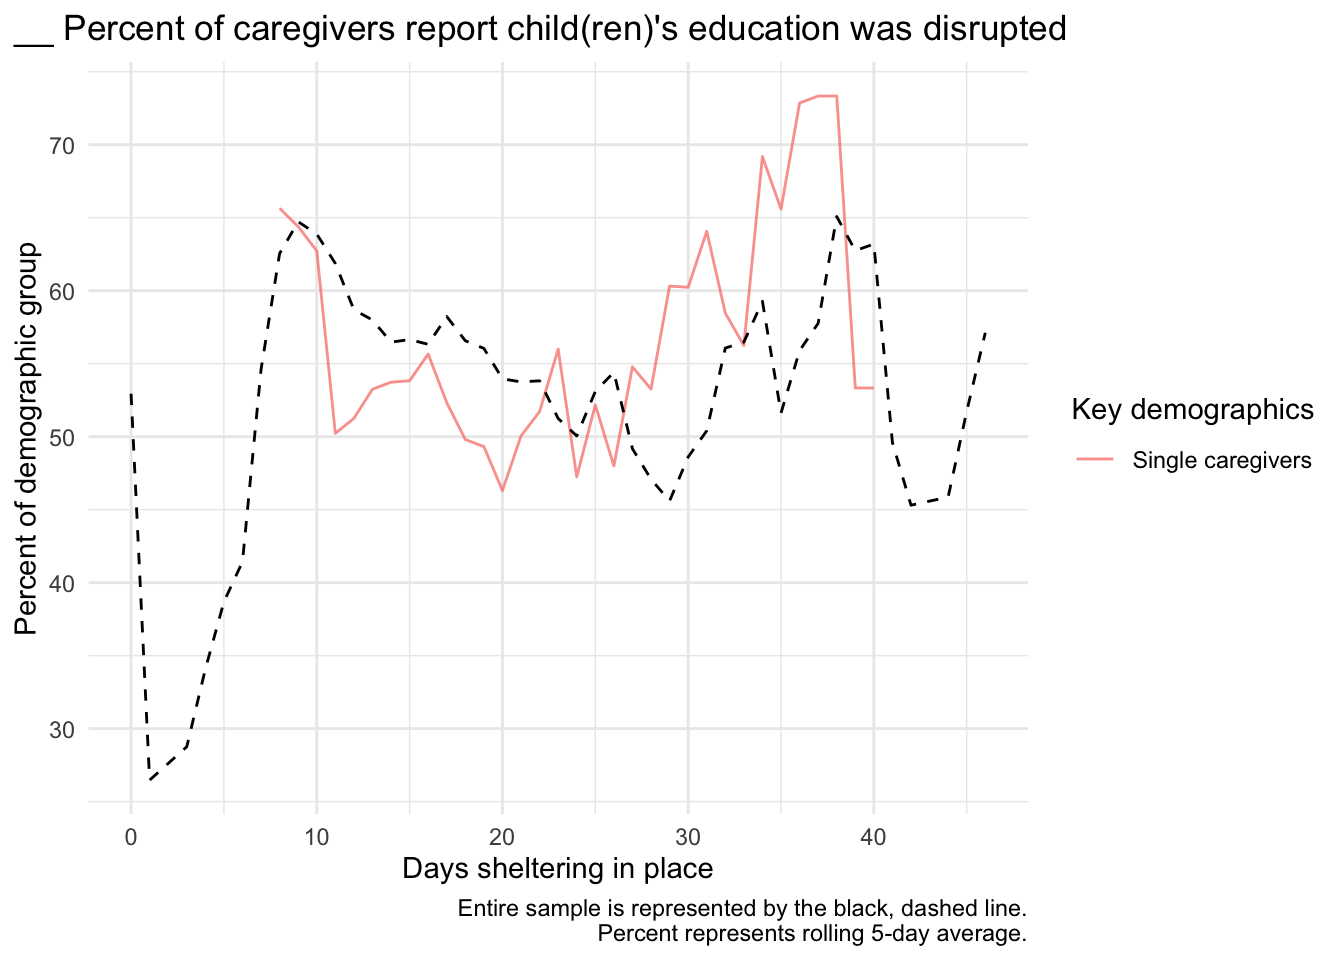 __ Percent of caregivers report child(ren)'s education was disrupted
Percent of demographic group
70
60
50
40
30
0 10 20 30 40
Days sheltering in place
Key demographics
Single caregivers
Entire sample is represented by the black, dashed line.
Percent represents rolling 5-day average.